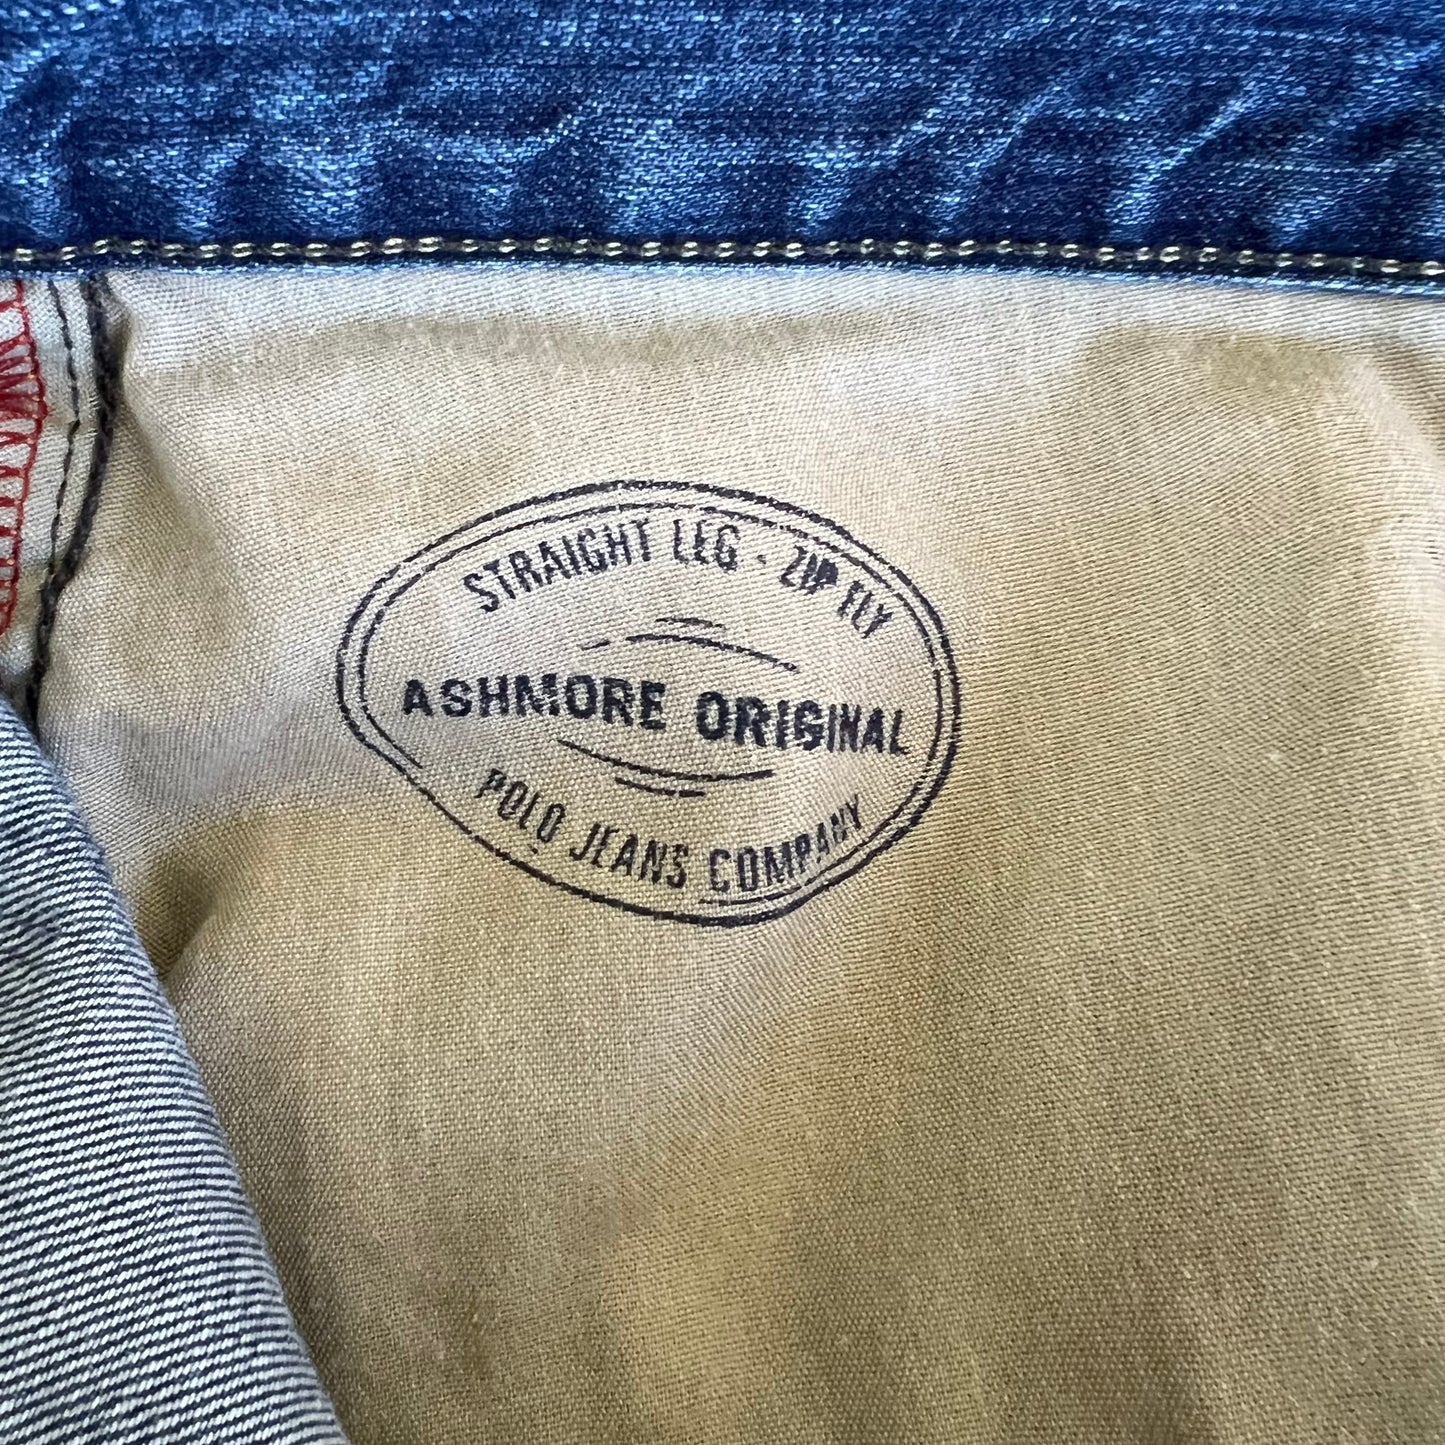 STRAIGHT LEG - ZIP FLY
ASHMORE ORIGINAL
POLO JEANS COMPANY